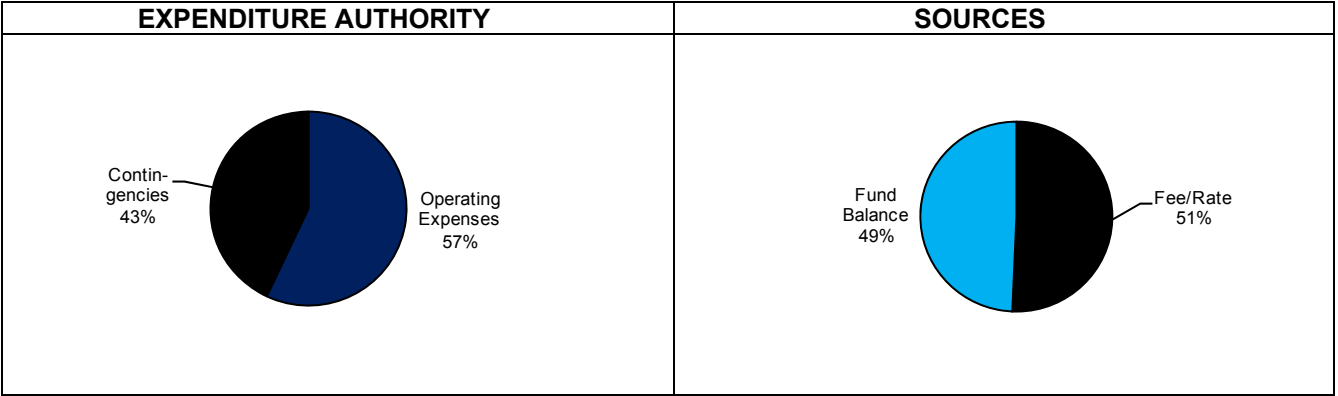 EXPENDITURE AUTHORITY
Contin-
gencies
43%
Operating
Expenses
57%
SOURCES
Fund
Balance
49%
Fee/Rate
51%